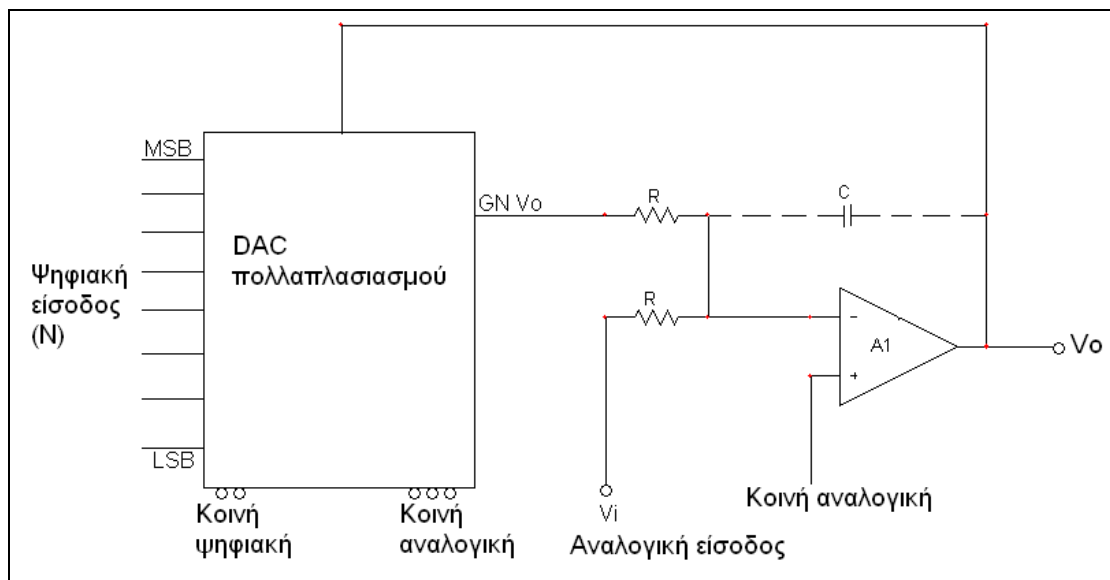 MSB
GN Vo
R
C
DAC
πολλαπλασιασμού
Ψηφιακή
είσοδος
(N)
R
−
A1
+
Vo
LSB
Κοινή
ψηφιακή
Κοινή
αναλογική
Vi
Αναλογική είσοδος
Κοινή αναλογική